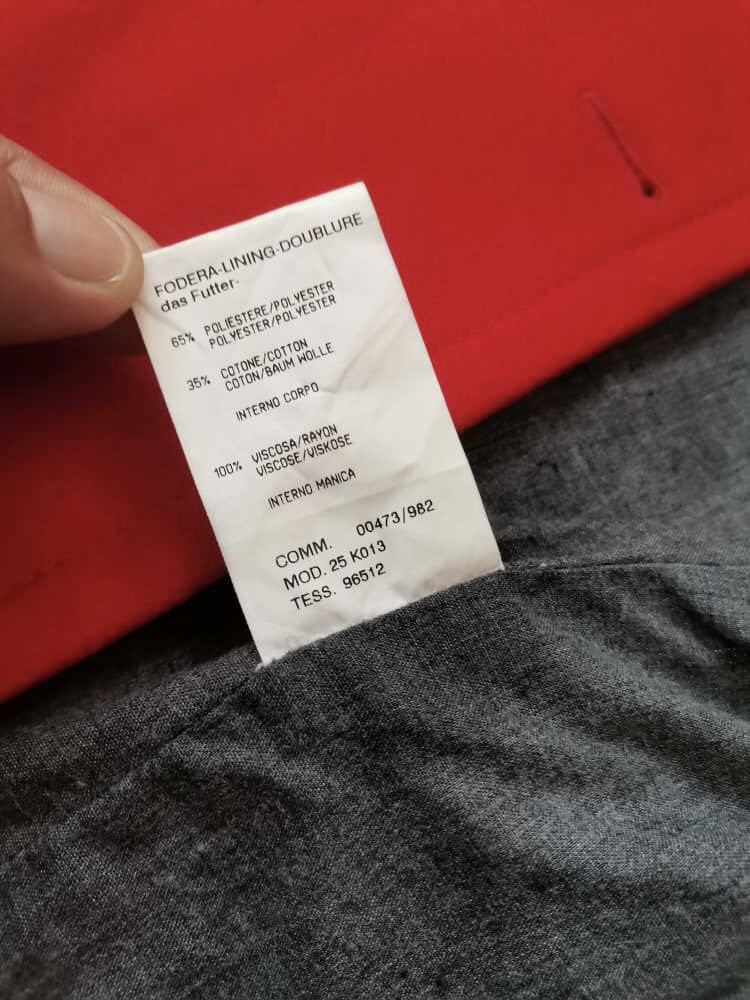 FODERA-LINING-DOUBLURE
das Futter-
65% POLIESTERE/POLYESTER
POLYESTER/POLYESTER
35% COTONE/COTTON
COTON/BAUM WOLLE
INTERNO CORPO
100% VISCOSA/RAYON
VISCOSE/VISKOSE
INTERNO MANICA
COMM. 00473/982
MOD. 25 K013
TESS. 96512